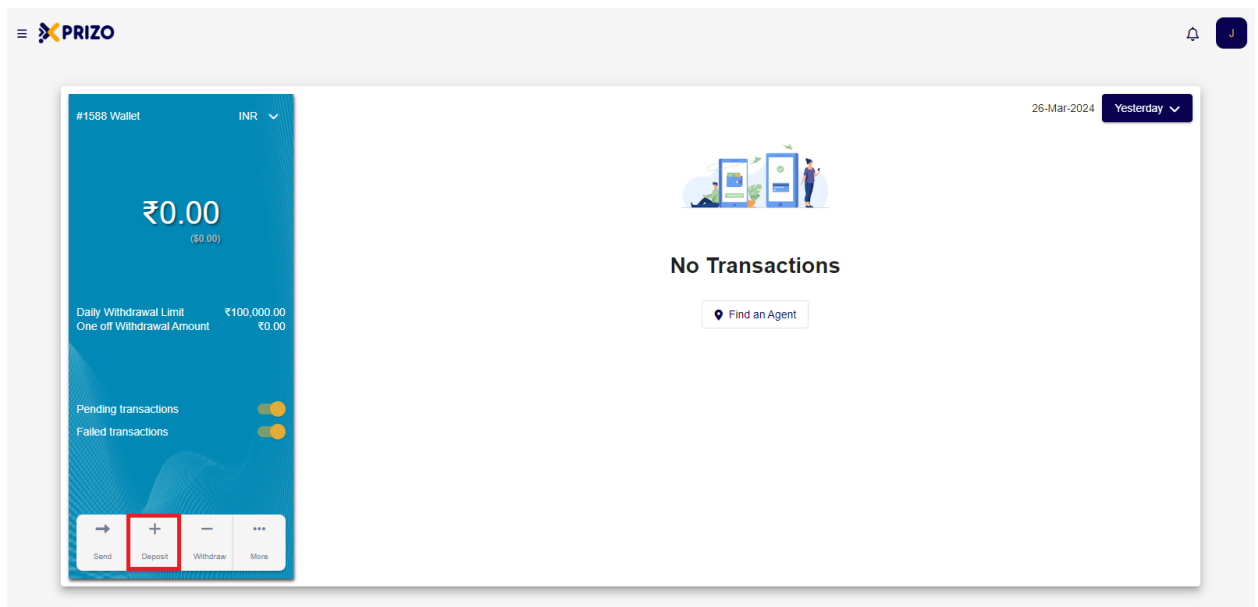 XPRIZO
J
#1588 Wallet INR
₹0.00
($0.00)
Daily Withdrawal Limit ₹100,000.00
One off Withdrawal Amount ₹0.00
Pending transactions
Failed transactions
Send Deposit Withdraw More
26-Mar-2024 Yesterday
No Transactions
Find an Agent